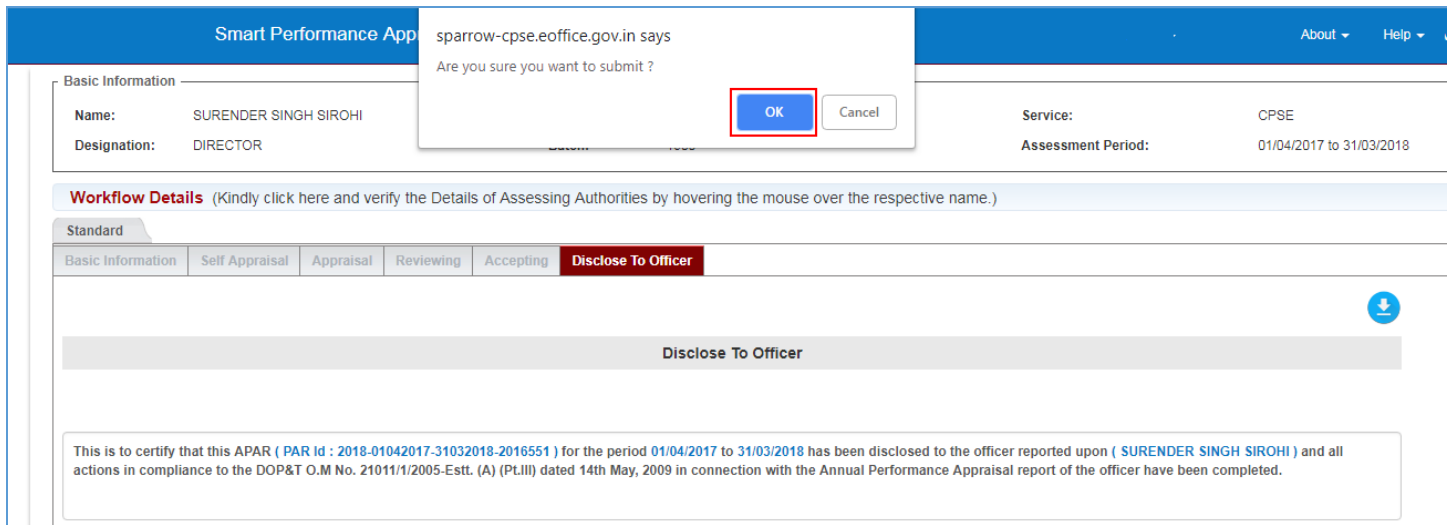 Smart Performance App
sparrow-cpse.eoffice.gov.in says
Are you sure you want to submit ?
OK
Cancel
About
Help
Basic Information
Name: SURENDER SINGH SIROHI
Service: CPSE
Designation: DIRECTOR
Assessment Period: 01/04/2017 to 31/03/2018
Workflow Details (Kindly click here and verify the Details of Assessing Authorities by hovering the mouse over the respective name.)
Standard
Basic Information Self Appraisal Appraisal Reviewing Accepting Disclose To Officer
Disclose To Officer
This is to certify that this APAR ( PAR Id : 2018-01042017-31032018-2016551 ) for the period 01/04/2017 to 31/03/2018 has been disclosed to the officer reported upon ( SURENDER SINGH SIROHI ) and all
actions in compliance to the DOP&T O.M No. 21011/1/2005-Estt. (A) (Pt.III) dated 14th May, 2009 in connection with the Annual Performance Appraisal report of the officer have been completed.